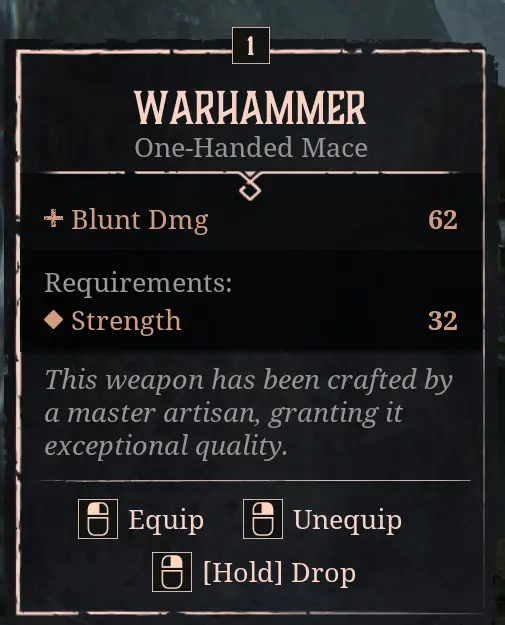 1
WARHAMMER
One-Handed Mace
Blunt Dmg 62
Requirements:
Strength 32
This weapon has been crafted by
a master artisan, granting it
exceptional quality.
Equip Unequip
[Hold] Drop